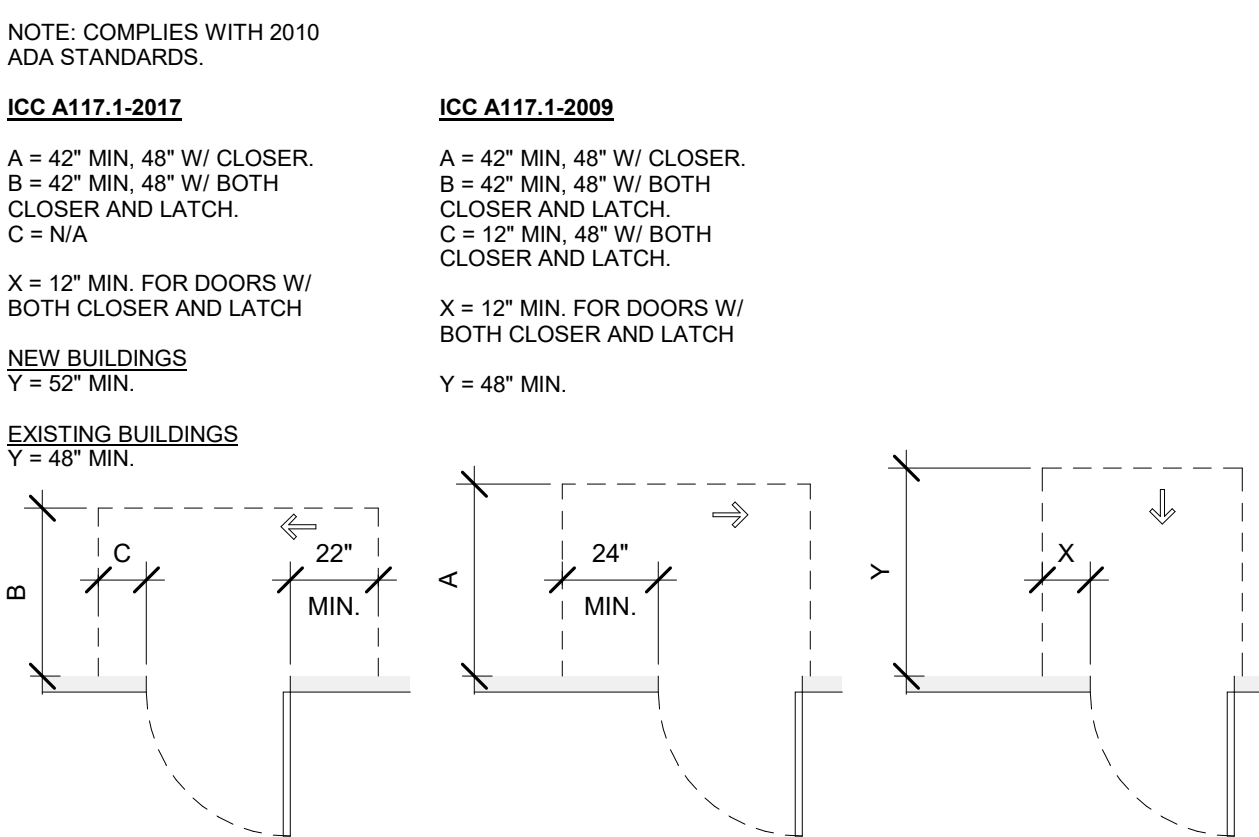 NOTE: COMPLIES WITH 2010
ADA STANDARDS.
ICC A117.1-2017
A = 42" MIN, 48" W/ CLOSER.
B = 42" MIN, 48" W/ BOTH
CLOSER AND LATCH.
C = N/A
X = 12" MIN. FOR DOORS W/
BOTH CLOSER AND LATCH
NEW BUILDINGS
Y = 52" MIN.
EXISTING BUILDINGS
Y = 48" MIN.
ICC A117.1-2009
A = 42" MIN, 48" W/ CLOSER.
B = 42" MIN, 48" W/ BOTH
CLOSER AND LATCH.
C = 12" MIN, 48" W/ BOTH
CLOSER AND LATCH.
X = 12" MIN. FOR DOORS W/
BOTH CLOSER AND LATCH
Y = 48" MIN.
B
C
22"
MIN.
A
24"
MIN.
Y
X